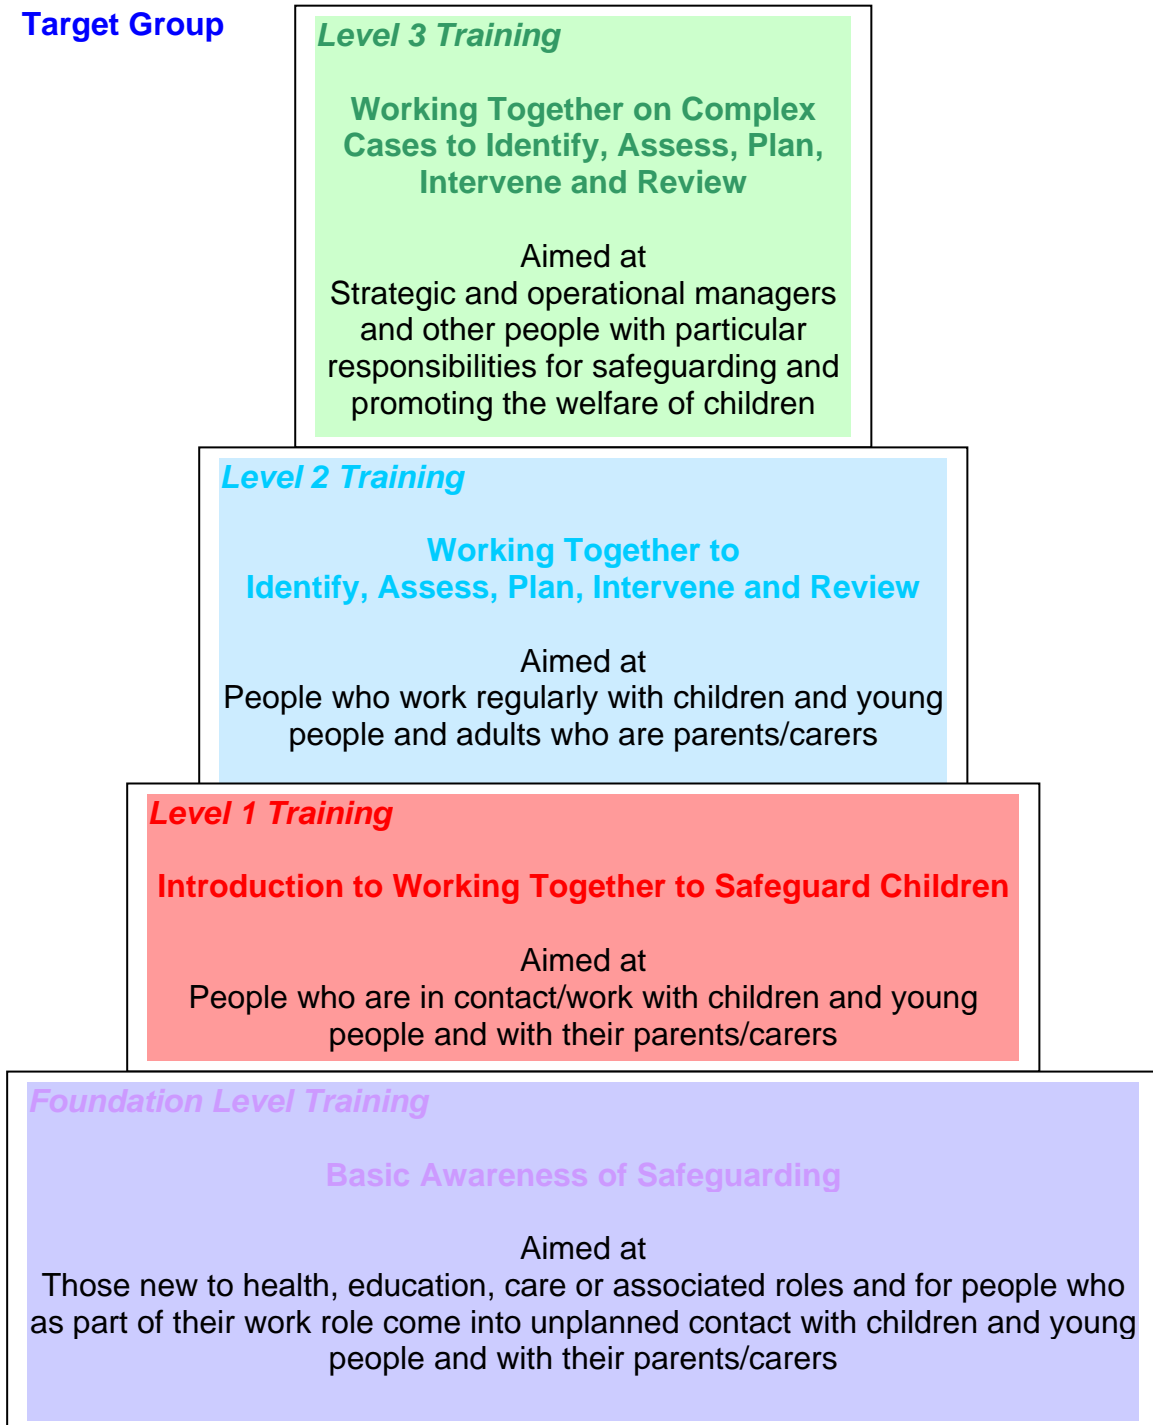 Target Group
Level 3 Training
Working Together on Complex
Cases to Identify, Assess, Plan,
Intervene and Review
Aimed at
Strategic and operational managers
and other people with particular
responsibilities for safeguarding and
promoting the welfare of children
Level 2 Training
Working Together to
Identify, Assess, Plan, Intervene and Review
Aimed at
People who work regularly with children and young
people and adults who are parents/carers
Level 1 Training
Introduction to Working Together to Safeguard Children
Aimed at
People who are in contact/work with children and young
people and with their parents/carers
Foundation Level Training
Basic Awareness of Safeguarding
Aimed at
Those new to health, education, care or associated roles and for people who
as part of their work role come into unplanned contact with children and young
people and with their parents/carers